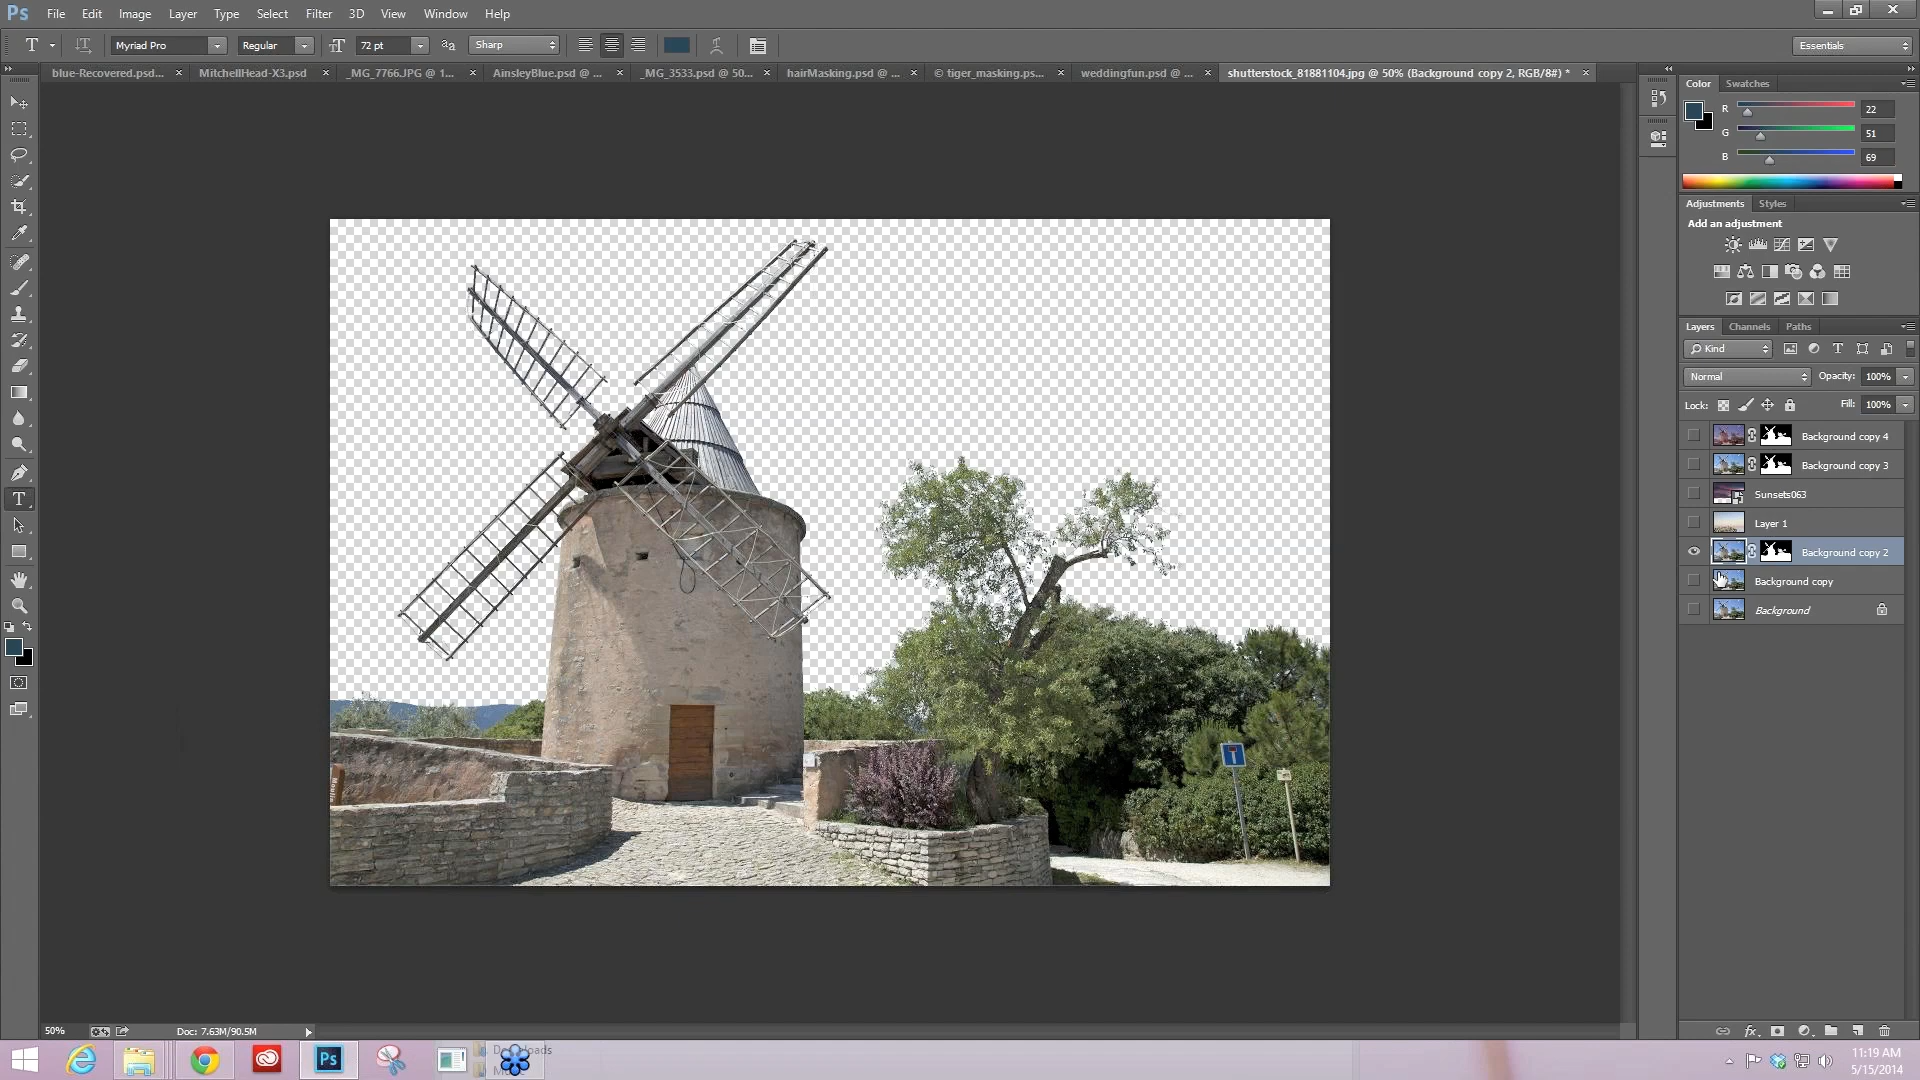 Ps File Edit Image Layer Type Select Filter 3D View Window Help
T Myriad Pro Regular 72 pt Sharp Essentials
blue-Recovered.psd... × MitchellHead-X3.psd × _MG_7766.JPG @ 1... × AinsleyBlue.psd @ ... × _MG_3533.psd @ 50... × hairMasking.psd @ ... × © tiger_masking.ps... × weddingfun.psd @ ... × shutterstock_81881104.jpg @ 50% (Background copy 2, RGB/8#) * ×
Color Swatches
R 22
G 51
B 69
Adjustments Styles
Add an adjustment
Layers Channels Paths
Kind
Normal Opacity: 100%
Lock: Fill: 100%
Background copy 4
Background copy 3
Sunsets063
Layer 1
Background copy 2
Background copy
Background
50% Doc: 7.63M/90.5M
Downloads
Ps
11:19 AM
5/15/2014